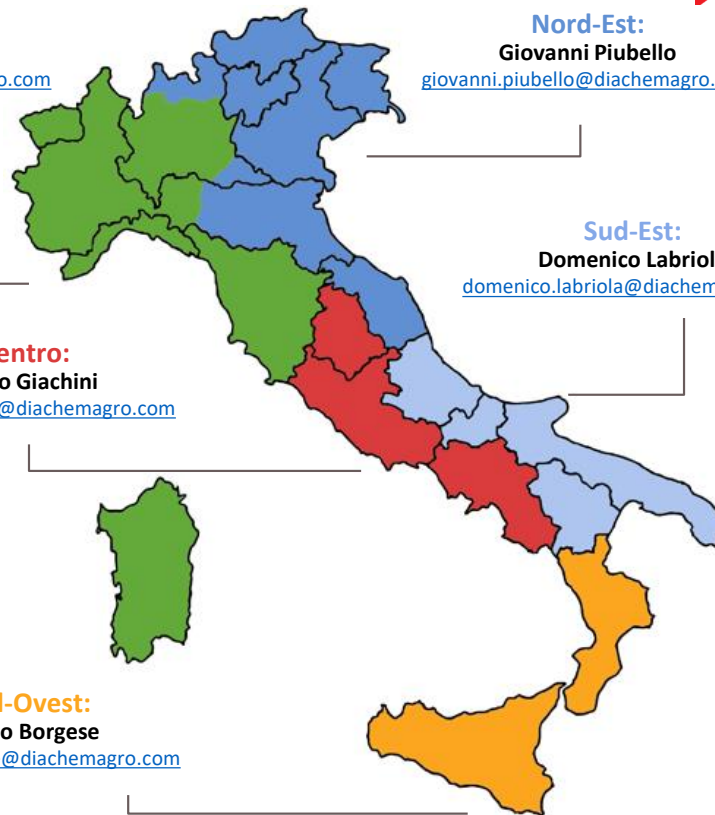 Nord-Est:
Giovanni Piubello
giovanni.piubello@diachemagro.
o.com
Sud-Est:
Domenico Labriol
domenico.labriola@diachem
entro:
o Giachini
@diachemagro.com
l-Ovest:
o Borgese
@diachemagro.com